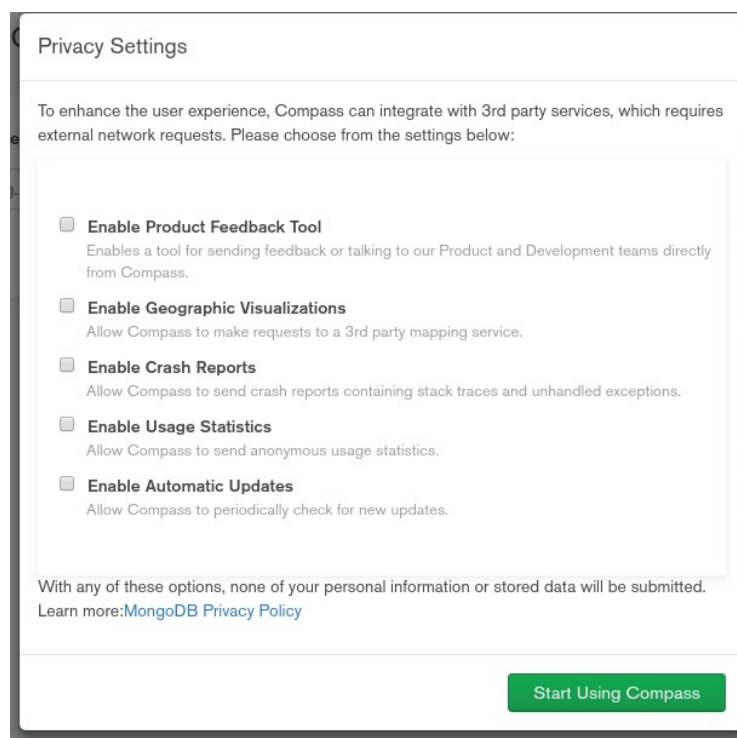 Privacy Settings
To enhance the user experience, Compass can integrate with 3rd party services, which requires
external network requests. Please choose from the settings below:
Enable Product Feedback Tool
Enables a tool for sending feedback or talking to our Product and Development teams directly
from Compass.
Enable Geographic Visualizations
Allow Compass to make requests to a 3rd party mapping service.
Enable Crash Reports
Allow Compass to send crash reports containing stack traces and unhandled exceptions.
Enable Usage Statistics
Allow Compass to send anonymous usage statistics.
Enable Automatic Updates
Allow Compass to periodically check for new updates.
With any of these options, none of your personal information or stored data will be submitted.
Learn more:MongoDB Privacy Policy
Start Using Compass